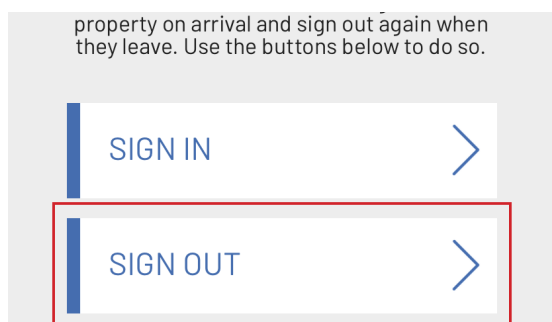 property on arrival and sign out again when
they leave. Use the buttons below to do so.
SIGN IN
SIGN OUT